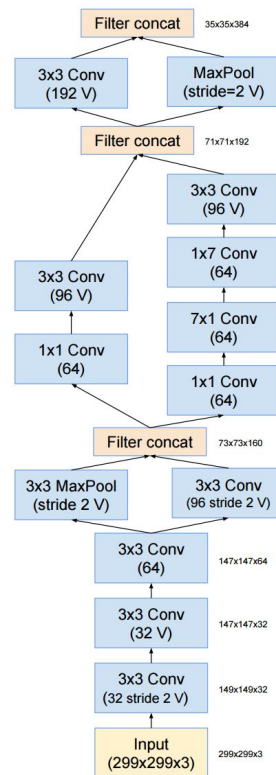 Filter concat
35x35x384
3x3 Conv
(192 V)
MaxPool
(stride=2 V)
Filter concat
71x71x192
3x3 Conv
(96 V)
1x7 Conv
(64)
3x3 Conv
(96 V)
7x1 Conv
(64)
1x1 Conv
(64)
1x1 Conv
(64)
Filter concat
73x73x160
3x3 MaxPool
(stride 2 V)
3x3 Conv
(96 stride 2 V)
3x3 Conv
(64)
147x147x64
3x3 Conv
(32 V)
147x147x32
3x3 Conv
(32 stride 2 V)
149x149x32
Input
(299x299x3)
299x299x3